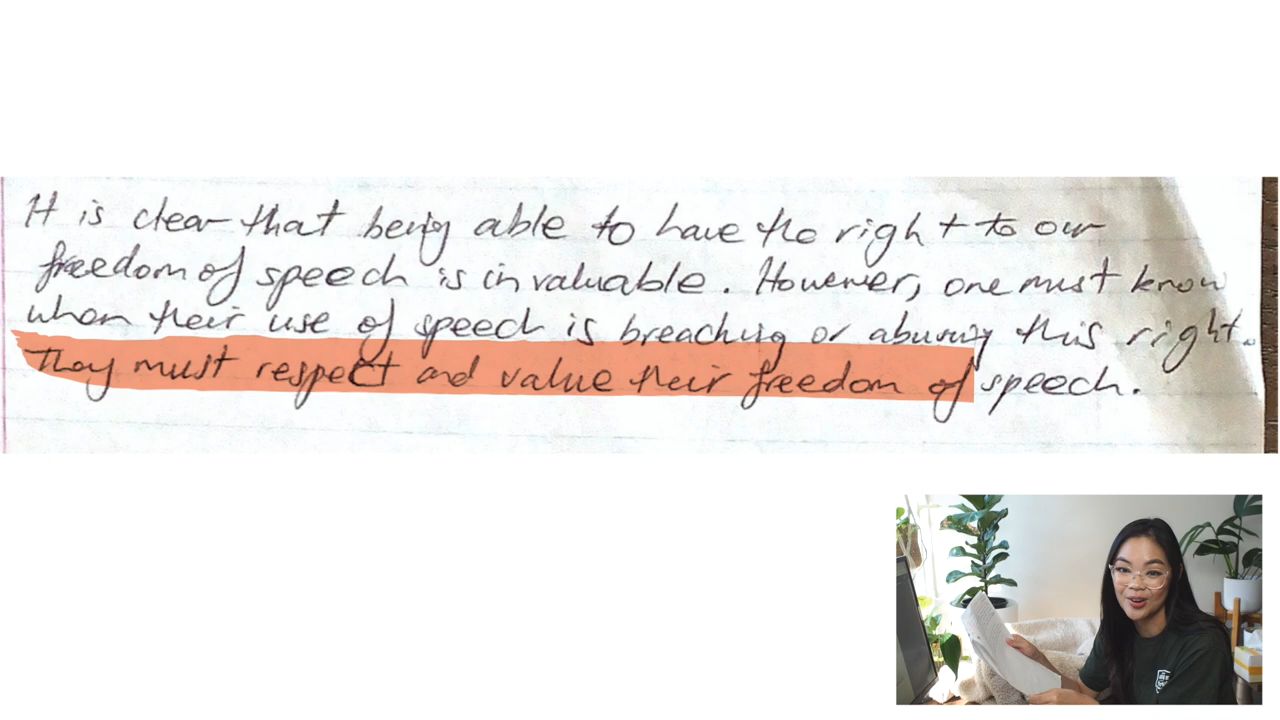 It is clear that being able to have the right to our
freedom of speech is invaluable. However, one must know
when their use of speech is breaching or abusing this right.
They must respect and value their freedom of speech.